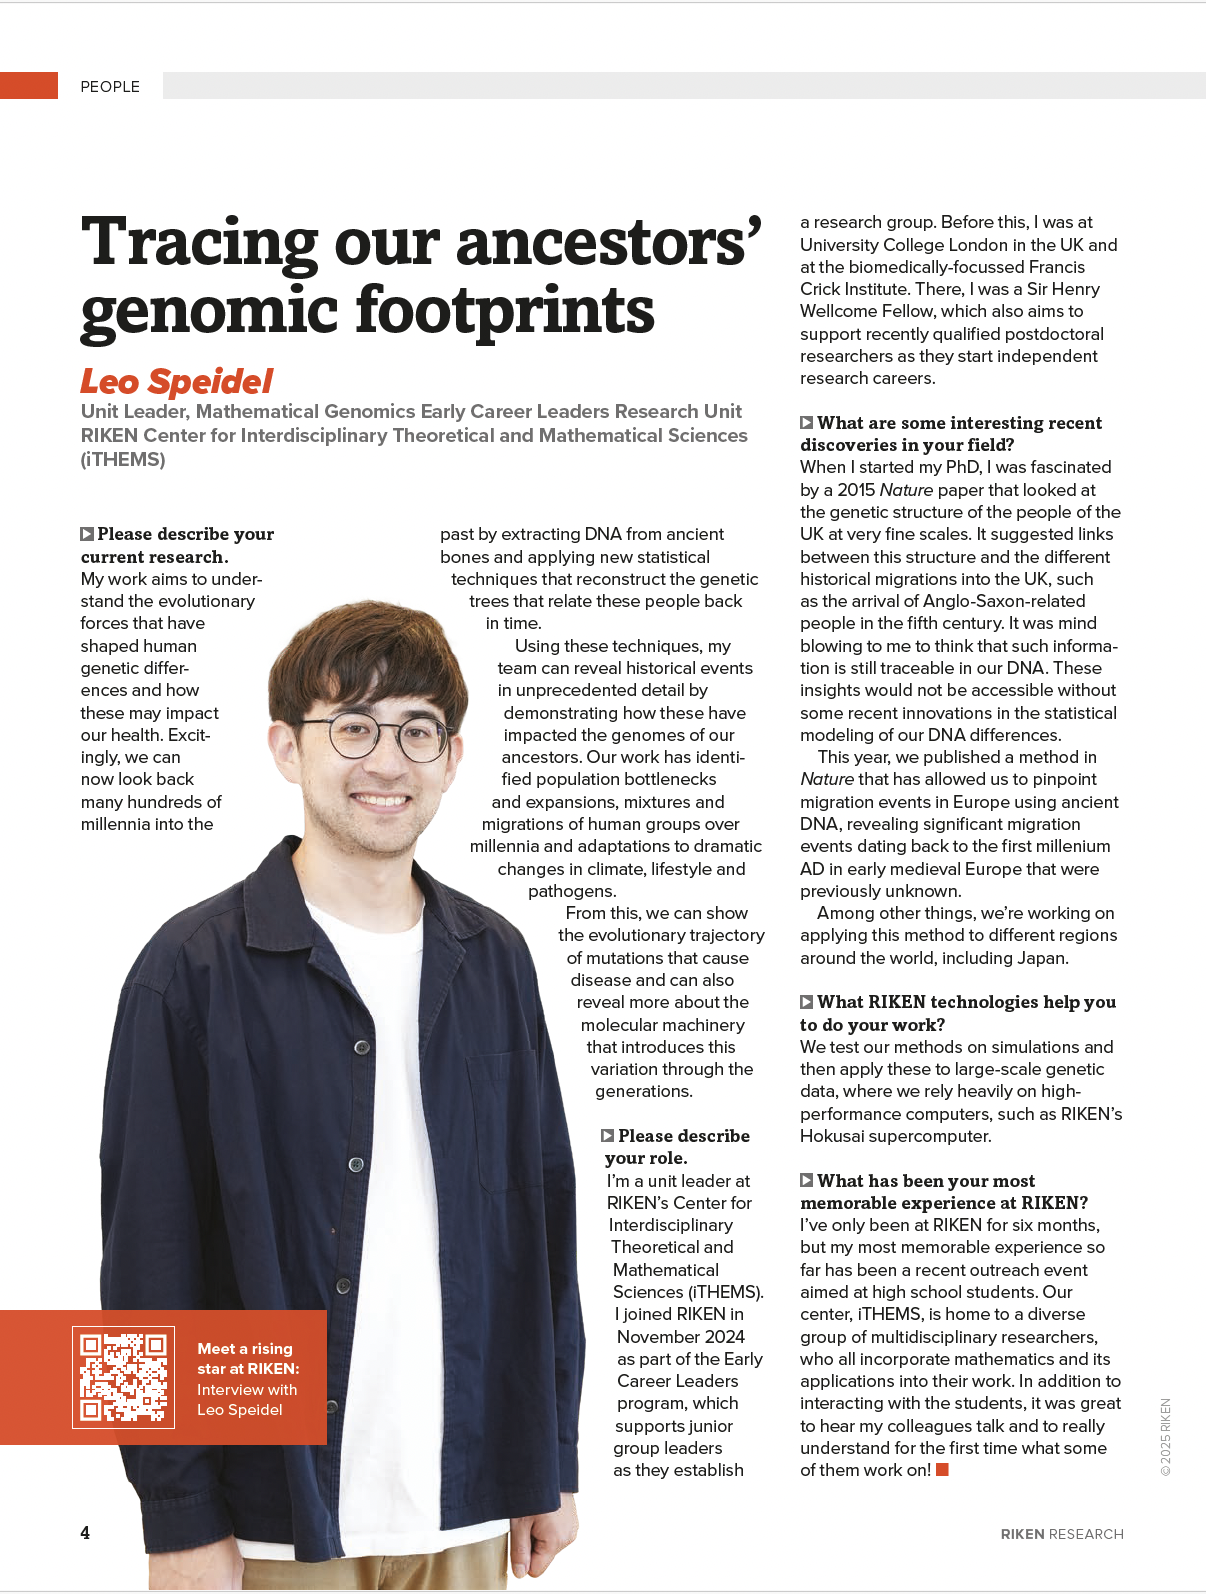 PEOPLE
Tracing our ancestors’
genomic footprints
Leo Speidel
Unit Leader, Mathematical Genomics Early Career Leaders Research Unit
RIKEN Center for Interdisciplinary Theoretical and Mathematical Sciences
(iTHEMS)
Please describe your
current research.
My work aims to under-
stand the evolutionary
forces that have
shaped human
genetic differ-
ences and how
these may impact
our health. Excit-
ingly, we can
now look back
many hundreds of
millennia into the
past by extracting DNA from ancient
bones and applying new statistical
techniques that reconstruct the genetic
trees that relate these people back
in time.
Using these techniques, my
team can reveal historical events
in unprecedented detail by
demonstrating how these have
impacted the genomes of our
ancestors. Our work has identi-
fied population bottlenecks
and expansions, mixtures and
migrations of human groups over
millennia and adaptations to dramatic
changes in climate, lifestyle and
pathogens.
From this, we can show
the evolutionary trajectory
of mutations that cause
disease and can also
reveal more about the
molecular machinery
that introduces this
variation through the
generations.
Please describe
your role.
I’m a unit leader at
RIKEN’s Center for
Interdisciplinary
Theoretical and
Mathematical
Sciences (iTHEMS).
I joined RIKEN in
November 2024
as part of the Early
Career Leaders
program, which
supports junior
group leaders
as they establish
a research group. Before this, I was at
University College London in the UK and
at the biomedically-focussed Francis
Crick Institute. There, I was a Sir Henry
Wellcome Fellow, which also aims to
support recently qualified postdoctoral
researchers as they start independent
research careers.
What are some interesting recent
discoveries in your field?
When I started my PhD, I was fascinated
by a 2015 Nature paper that looked at
the genetic structure of the people of the
UK at very fine scales. It suggested links
between this structure and the different
historical migrations into the UK, such
as the arrival of Anglo-Saxon-related
people in the fifth century. It was mind
blowing to me to think that such informa-
tion is still traceable in our DNA. These
insights would not be accessible without
some recent innovations in the statistical
modeling of our DNA differences.
This year, we published a method in
Nature that has allowed us to pinpoint
migration events in Europe using ancient
DNA, revealing significant migration
events dating back to the first millenium
AD in early medieval Europe that were
previously unknown.
Among other things, we’re working on
applying this method to different regions
around the world, including Japan.
What RIKEN technologies help you
to do your work?
We test our methods on simulations and
then apply these to large-scale genetic
data, where we rely heavily on high-
performance computers, such as RIKEN’s
Hokusai supercomputer.
What has been your most
memorable experience at RIKEN?
I’ve only been at RIKEN for six months,
but my most memorable experience so
far has been a recent outreach event
aimed at high school students. Our
center, iTHEMS, is home to a diverse
group of multidisciplinary researchers,
who all incorporate mathematics and its
applications into their work. In addition to
interacting with the students, it was great
to hear my colleagues talk and to really
understand for the first time what some
of them work on!
Meet a rising
star at RIKEN:
Interview with
Leo Speidel
© 2025 RIKEN
4
RIKEN RESEARCH